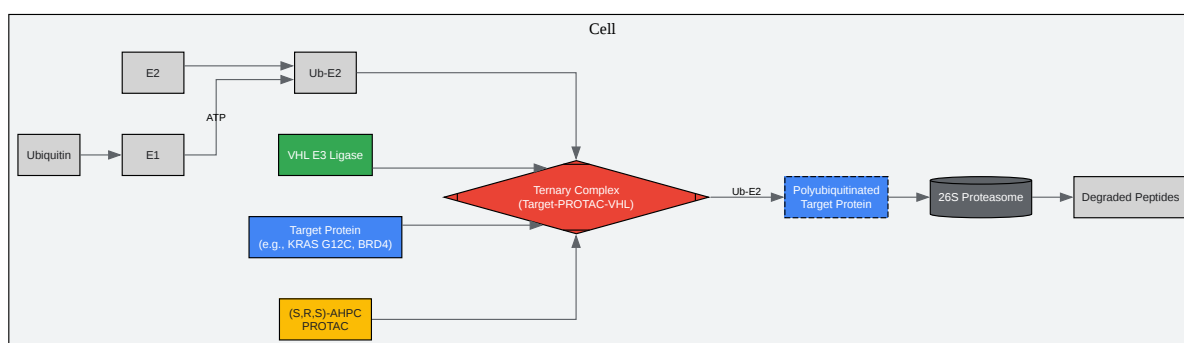 Cell
E2
Ub-E2
ATP
Ubiquitin
E1
VHL E3 Ligase
Ternary Complex
(Target-PROTAC-VHL)
Ub-E2
Polyubiquitinated
Target Protein
26S Proteasome
Degraded Peptides
Target Protein
(e.g., KRAS G12C, BRD4)
(S,R,S)-AHPC
PROTAC